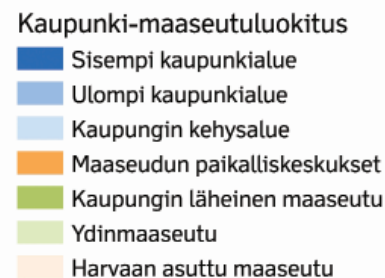 Kaupunki-maaseutuluokitus
Sisempi kaupunkialue
Ulompi kaupunkialue
Kaupungin kehysalue
Maaseudun paikalliskeskukset
Kaupungin läheinen maaseutu
Ydinmaaseutu
Harvaan asuttu maaseutu